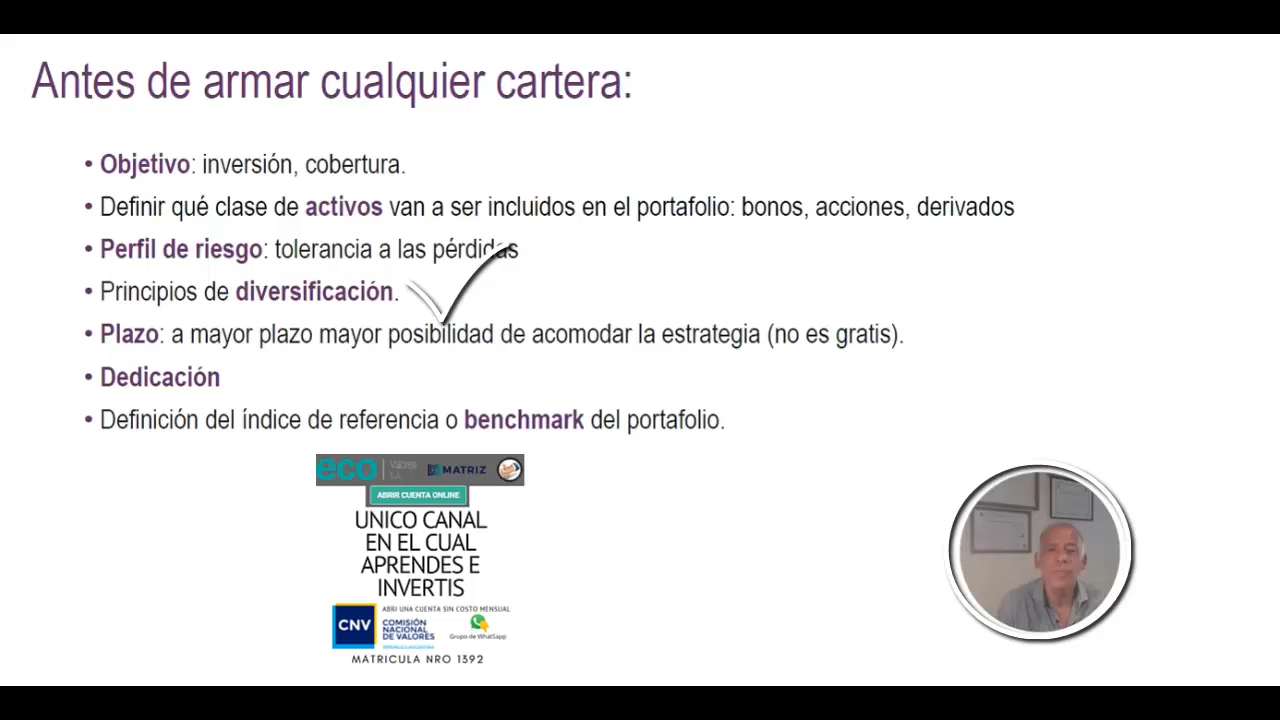 Antes de armar cualquier cartera:
• Objetivo: inversión, cobertura.
• Definir qué clase de activos van a ser incluidos en el portafolio: bonos, acciones, derivados
• Perfil de riesgo: tolerancia a las pérdidas
• Principios de diversificación.
• Plazo: a mayor plazo mayor posibilidad de acomodar la estrategia (no es gratis).
• Dedicación
• Definición del índice de referencia o benchmark del portafolio.
eco Valores S.A. MATRIZ
ABRIR CUENTA ONLINE
UNICO CANAL
EN EL CUAL
APRENDES E
INVERTIS
ABRI UNA CUENTA SIN COSTO MENSUAL
CNV COMISIÓN
NACIONAL
DE VALORES
REPÚBLICA ARGENTINA
Grupo de WhatSapp
MATRICULA NRO 1392